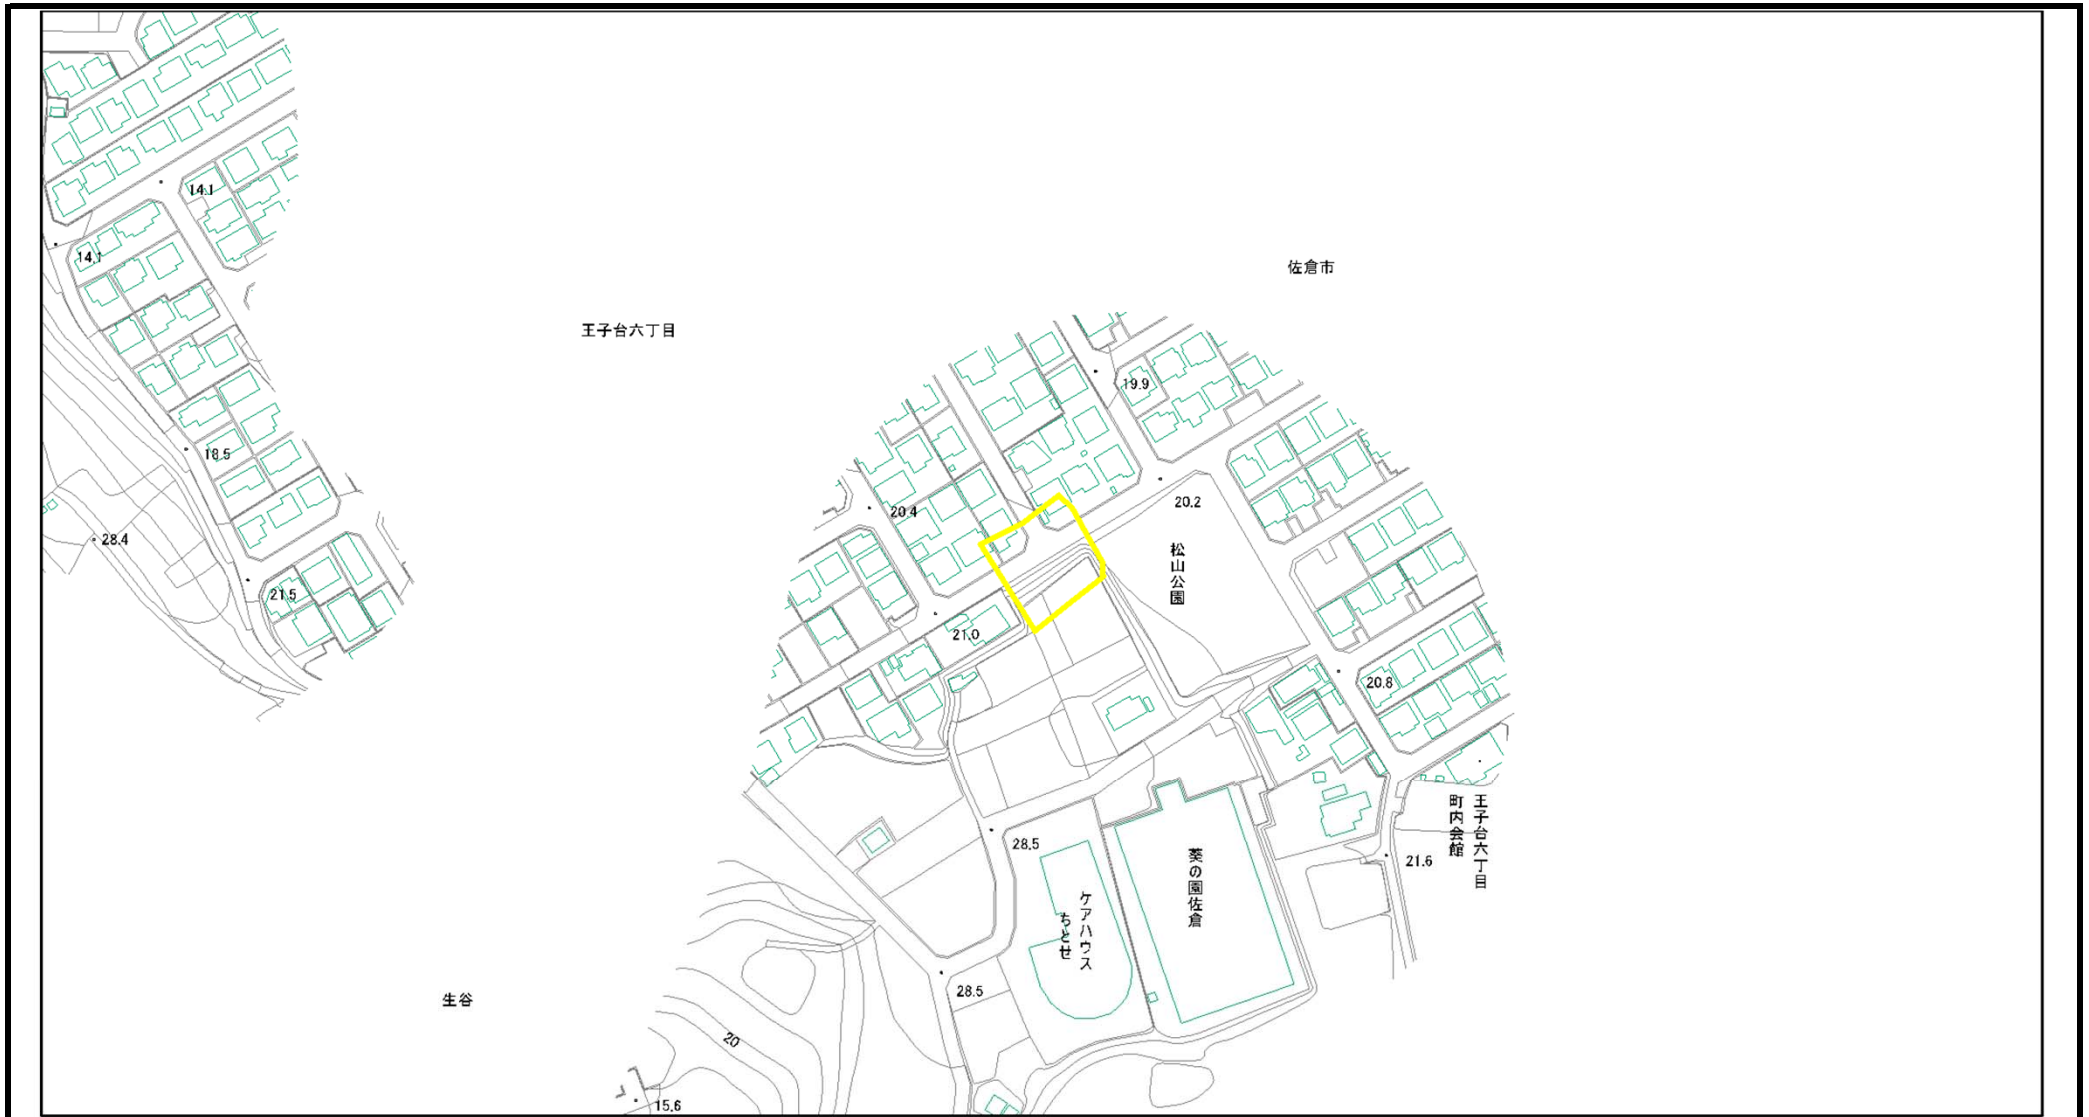 14.1
佐倉市
14.1
王子台六丁目
19.9
18.5
20.2
20.4
28.4
松山公園
21.5
21.0
20.8
王子台六丁目
町内会館
28.5
21.6
葵の園佐倉
ケアハウス
ちとせ
28.5
生谷
20
15.6